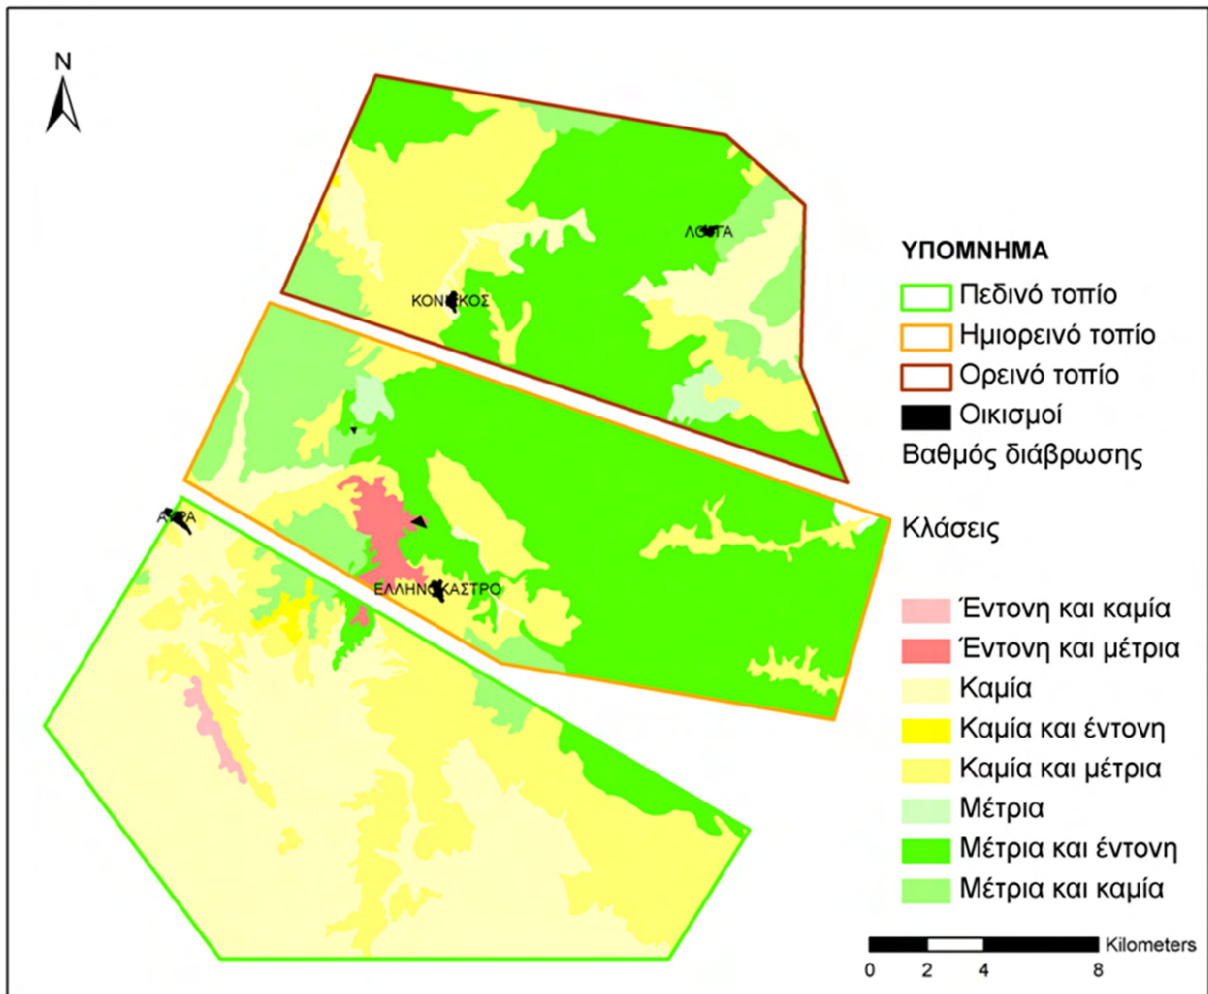 N
ΚΟΝΙΣΚΟΣ
ΕΛΛΗΝΟΚΑΣΤΡΟ
ΥΠΟΜΝΗΜΑ
Πεδινό τοπίο
Ημιορεινό τοπίο
Ορεινό τοπίο
Οικισμοί
Βαθμός διάβρωσης
Κλάσεις
Έντονη και καμία
Έντονη και μέτρια
Καμία
Καμία και έντονη
Καμία και μέτρια
Μέτρια
Μέτρια και έντονη
Μέτρια και καμία
Kilometers
0 2 4 8